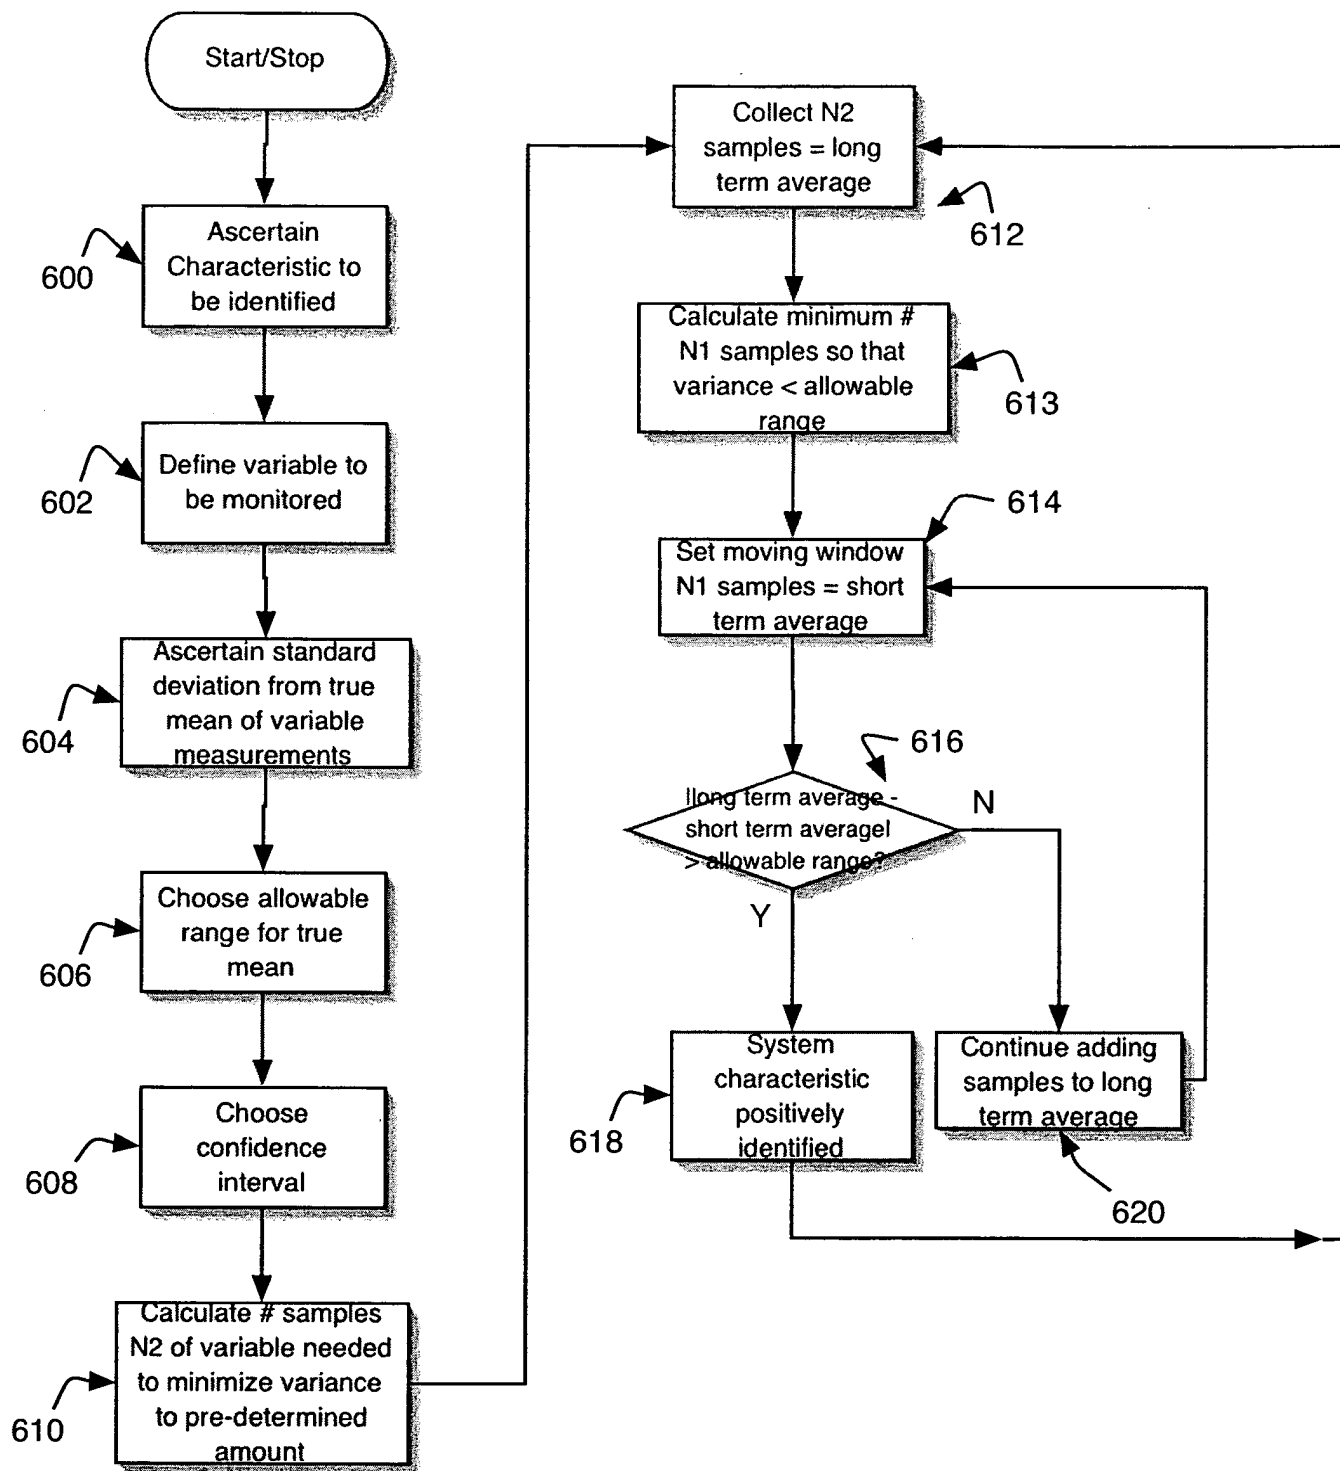 Start/Stop
Ascertain
Characteristic to
be identified
600
Define variable to
be monitored
602
Ascertain standard
deviation from true
mean of variable
measurements
604
Choose allowable
range for true
mean
606
Choose
confidence
interval
608
Calculate # samples
N2 of variable needed
to minimize variance
to pre-determined
amount
610
Collect N2
samples = long
term average
612
Calculate minimum #
N1 samples so that
variance < allowable
range
613
Set moving window
N1 samples = short
term average
614
|long term average -
short term average|
> allowable range?
616
N
Y
System
characteristic
positively
identified
618
Continue adding
samples to long
term average
620